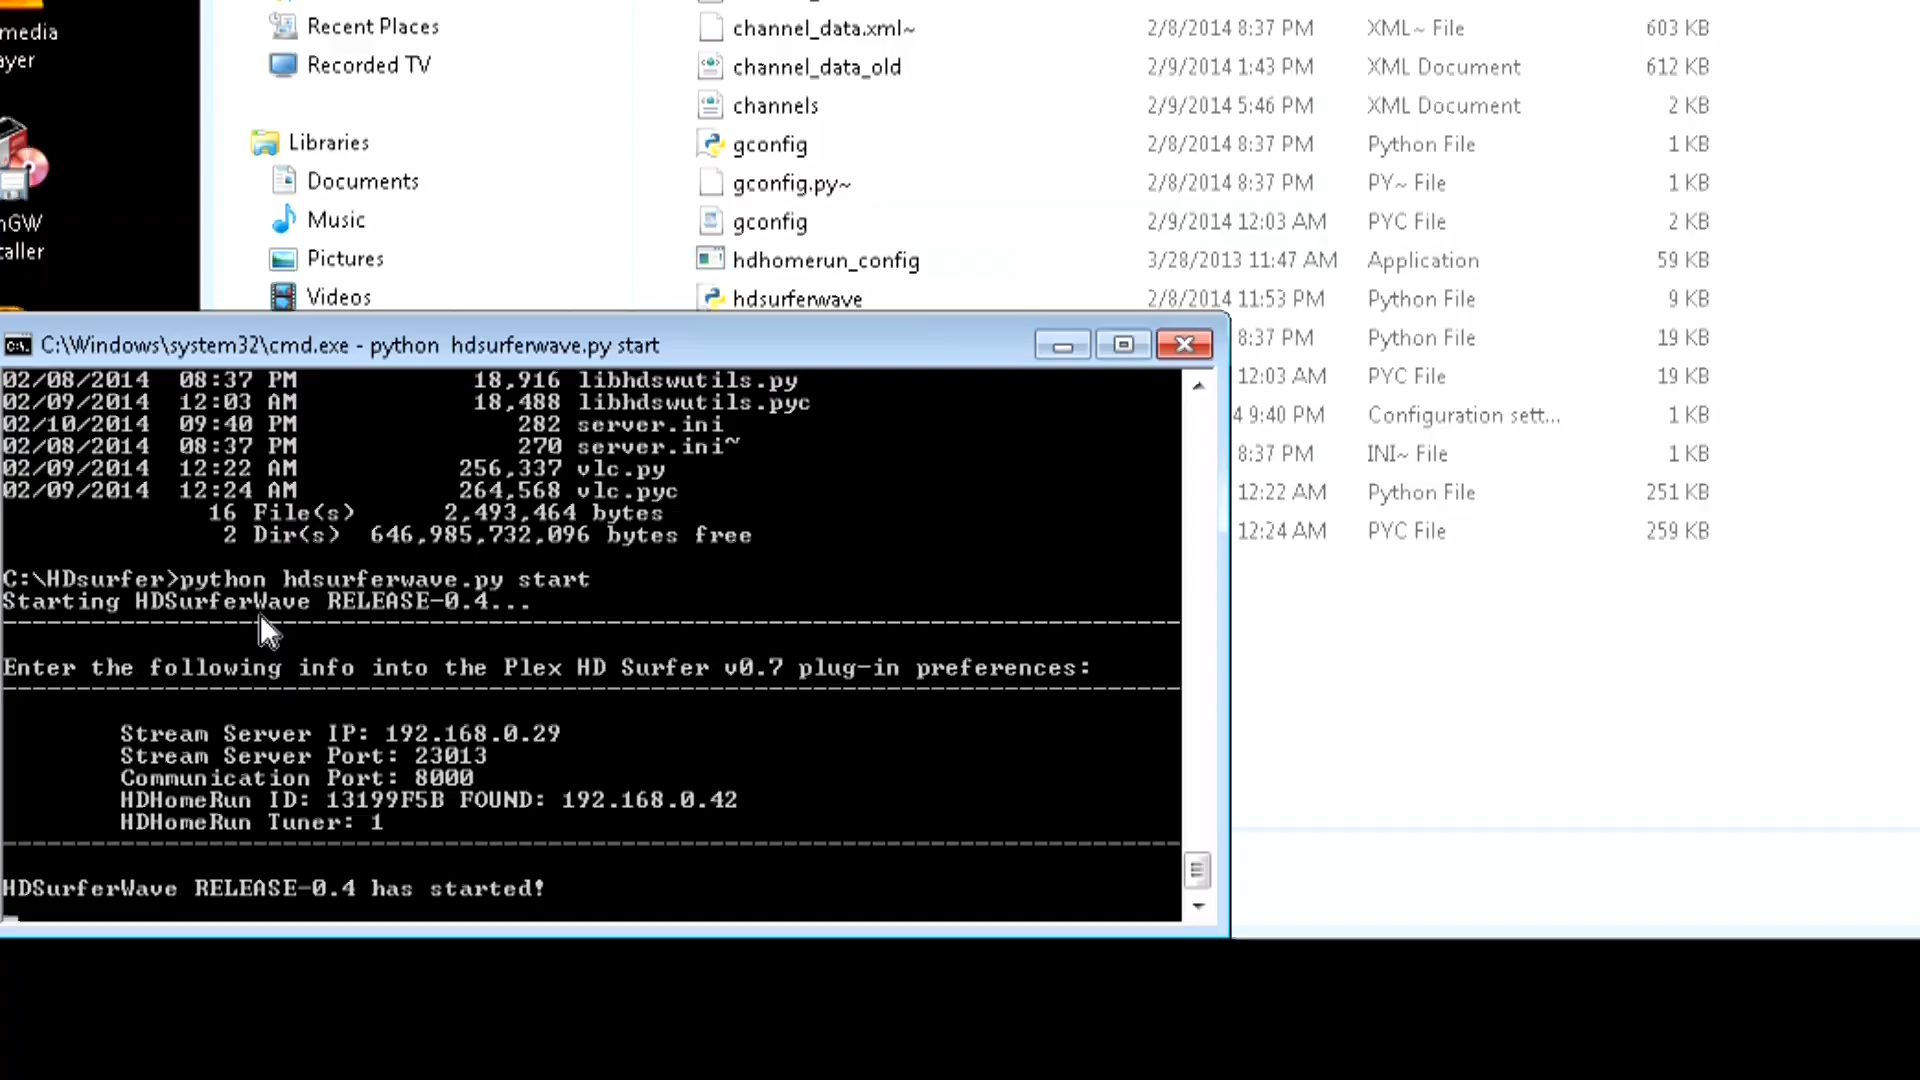 media
ayer
nGW
taller
Recent Places
Recorded TV
Libraries
Documents
Music
Pictures
Videos
channel_data.xml~ 2/8/2014 8:37 PM XML~ File 603 KB
channel_data_old 2/9/2014 1:43 PM XML Document 612 KB
channels 2/9/2014 5:46 PM XML Document 2 KB
gconfig 2/8/2014 8:37 PM Python File 1 KB
gconfig.py~ 2/8/2014 8:37 PM PY~ File 1 KB
gconfig 2/9/2014 12:03 AM PYC File 2 KB
hdhomerun_config 3/28/2013 11:47 AM Application 59 KB
hdsurferwave 2/8/2014 11:53 PM Python File 9 KB
8:37 PM Python File 19 KB
12:03 AM PYC File 19 KB
4 9:40 PM Configuration sett... 1 KB
8:37 PM INI~ File 1 KB
12:22 AM Python File 251 KB
12:24 AM PYC File 259 KB
C:\Windows\system32\cmd.exe - python hdsurferwave.py start
02/08/2014 08:37 PM 18,916 libhdswutils.py
02/09/2014 12:03 AM 18,488 libhdswutils.pyc
02/10/2014 09:40 PM 282 server.ini
02/08/2014 08:37 PM 270 server.ini~
02/09/2014 12:22 AM 256,337 vlc.py
02/09/2014 12:24 AM 264,568 vlc.pyc
16 File(s) 2,493,464 bytes
2 Dir(s) 646,985,732,096 bytes free
C:\HDsurfer>python hdsurferwave.py start
Starting HDSurferWave RELEASE-0.4...
Enter the following info into the Plex HD Surfer v0.7 plug-in preferences:
Stream Server IP: 192.168.0.29
Stream Server Port: 23013
Communication Port: 8000
HDHomeRun ID: 13199F5B FOUND: 192.168.0.42
HDHomeRun Tuner: 1
HDSurferWave RELEASE-0.4 has started!